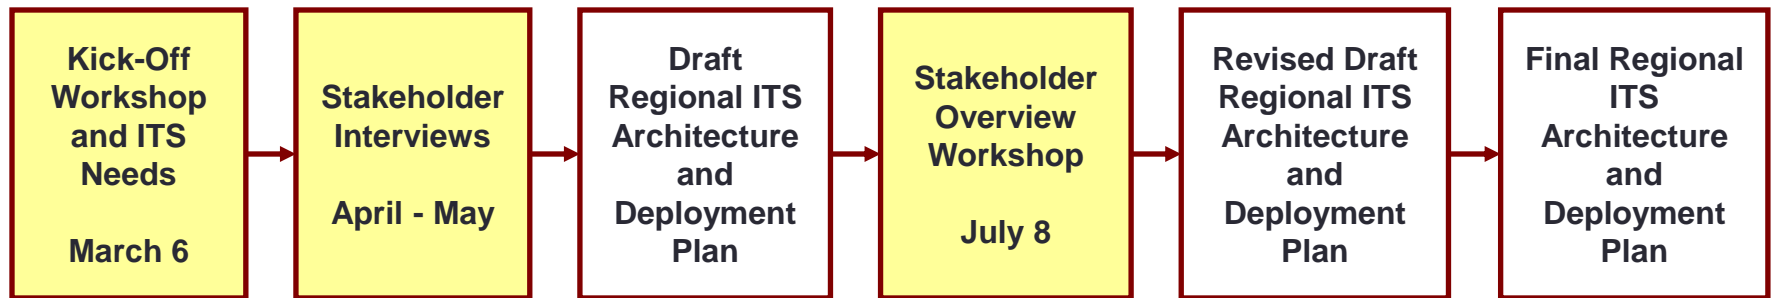 Kick-Off
Workshop
and ITS
Needs
March 6
Stakeholder
Interviews
April - May
Draft
Regional ITS
Architecture
and
Deployment
Plan
Stakeholder
Overview
Workshop
July 8
Revised Draft
Regional ITS
Architecture
and
Deployment
Plan
Final Regional
ITS
Architecture
and
Deployment
Plan